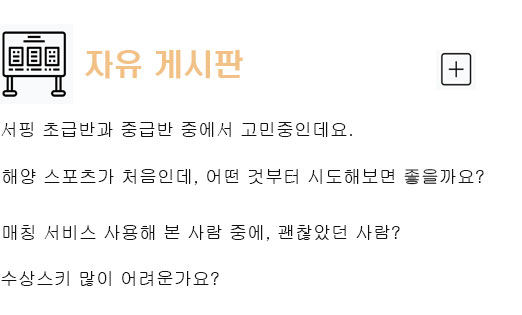 자유 게시판
서핑 초급반과 중급반 중에서 고민중인데요.
해양 스포츠가 처음인데, 어떤 것부터 시도해보면 좋을까요?
매칭 서비스 사용해 본 사람 중에, 괜찮았던 사람?
수상스키 많이 어려운가요?